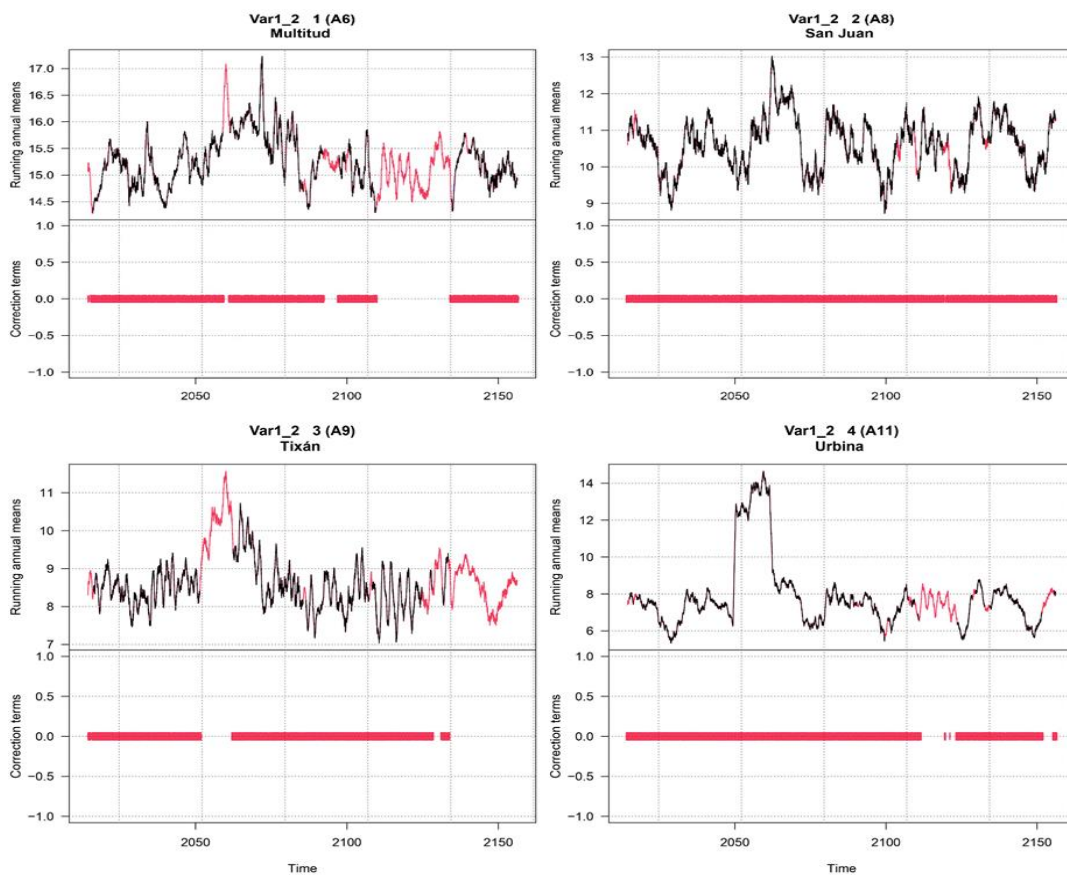 Var1_2 1 (A6)
Multitud
Running annual means
17.0
16.5
16.0
15.5
15.0
14.5
Correction terms
1.0
0.5
0.0
−0.5
−1.0
2050
2100
2150
Var1_2 2 (A8)
San Juan
Running annual means
13
12
11
10
9
Correction terms
1.0
0.5
0.0
−0.5
−1.0
2050
2100
2150
Var1_2 3 (A9)
Tixán
Running annual means
11
10
9
8
7
Correction terms
1.0
0.5
0.0
−0.5
−1.0
2050
2100
2150
Time
Var1_2 4 (A11)
Urbina
Running annual means
14
12
10
8
6
Correction terms
1.0
0.5
0.0
−0.5
−1.0
2050
2100
2150
Time